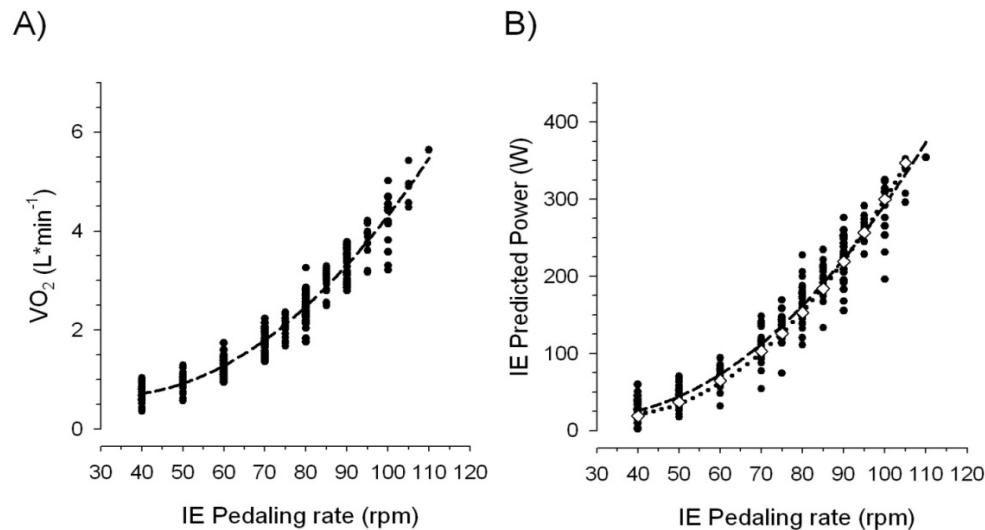 A)
B)
6
4
2
0
VO₂ (L*min⁻¹)
30 40 50 60 70 80 90 100 110 120
IE Pedaling rate (rpm)
400
300
200
100
0
IE Predicted Power (W)
30 40 50 60 70 80 90 100 110 120
IE Pedaling rate (rpm)